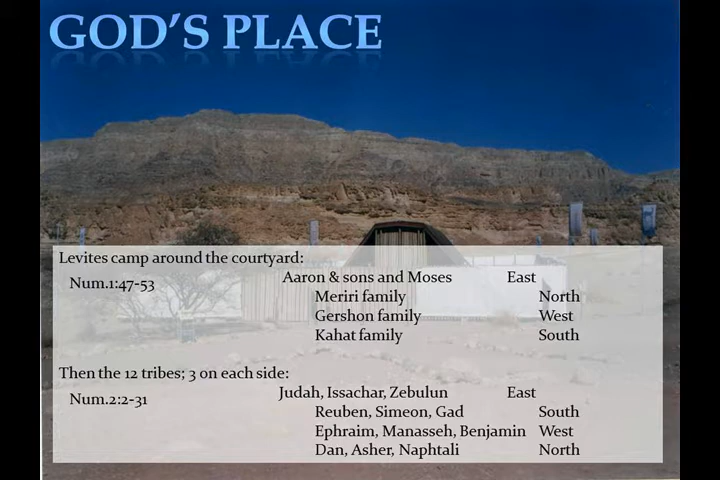 GOD'S PLACE
Levites camp around the courtyard:
Num.1:47-53
Aaron & sons and Moses East
Meriri family North
Gershon family West
Kahat family South
Then the 12 tribes; 3 on each side:
Num.2:2-31
Judah, Issachar, Zebulun East
Reuben, Simeon, Gad South
Ephraim, Manasseh, Benjamin West
Dan, Asher, Naphtali North